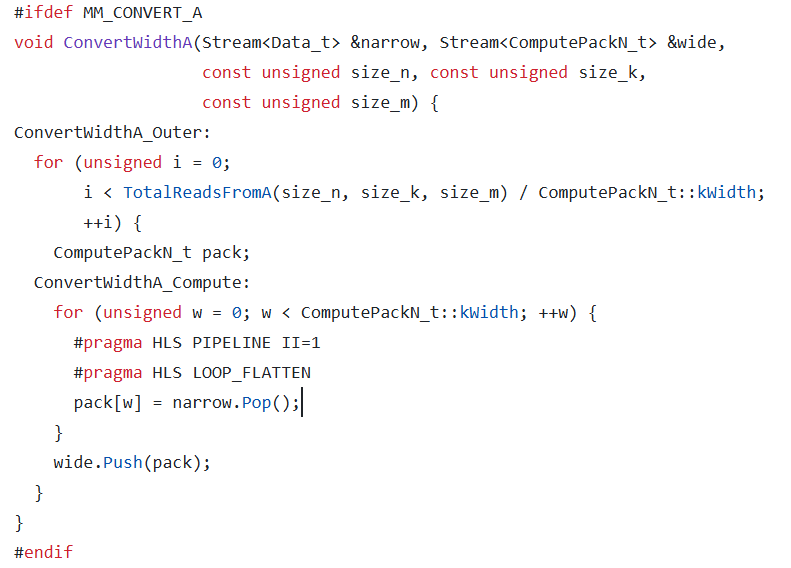 #ifdef MM_CONVERT_A
void ConvertWidthA(Stream<Data_t> &narrow, Stream<ComputePackN_t> &wide,
                   const unsigned size_n, const unsigned size_k,
                   const unsigned size_m) {
ConvertWidthA_Outer:
  for (unsigned i = 0;
       i < TotalReadsFromA(size_n, size_k, size_m) / ComputePackN_t::kWidth;
       ++i) {
    ComputePackN_t pack;
  ConvertWidthA_Compute:
    for (unsigned w = 0; w < ComputePackN_t::kWidth; ++w) {
      #pragma HLS PIPELINE II=1
      #pragma HLS LOOP_FLATTEN
      pack[w] = narrow.Pop();
    }
    wide.Push(pack);
  }
}
#endif